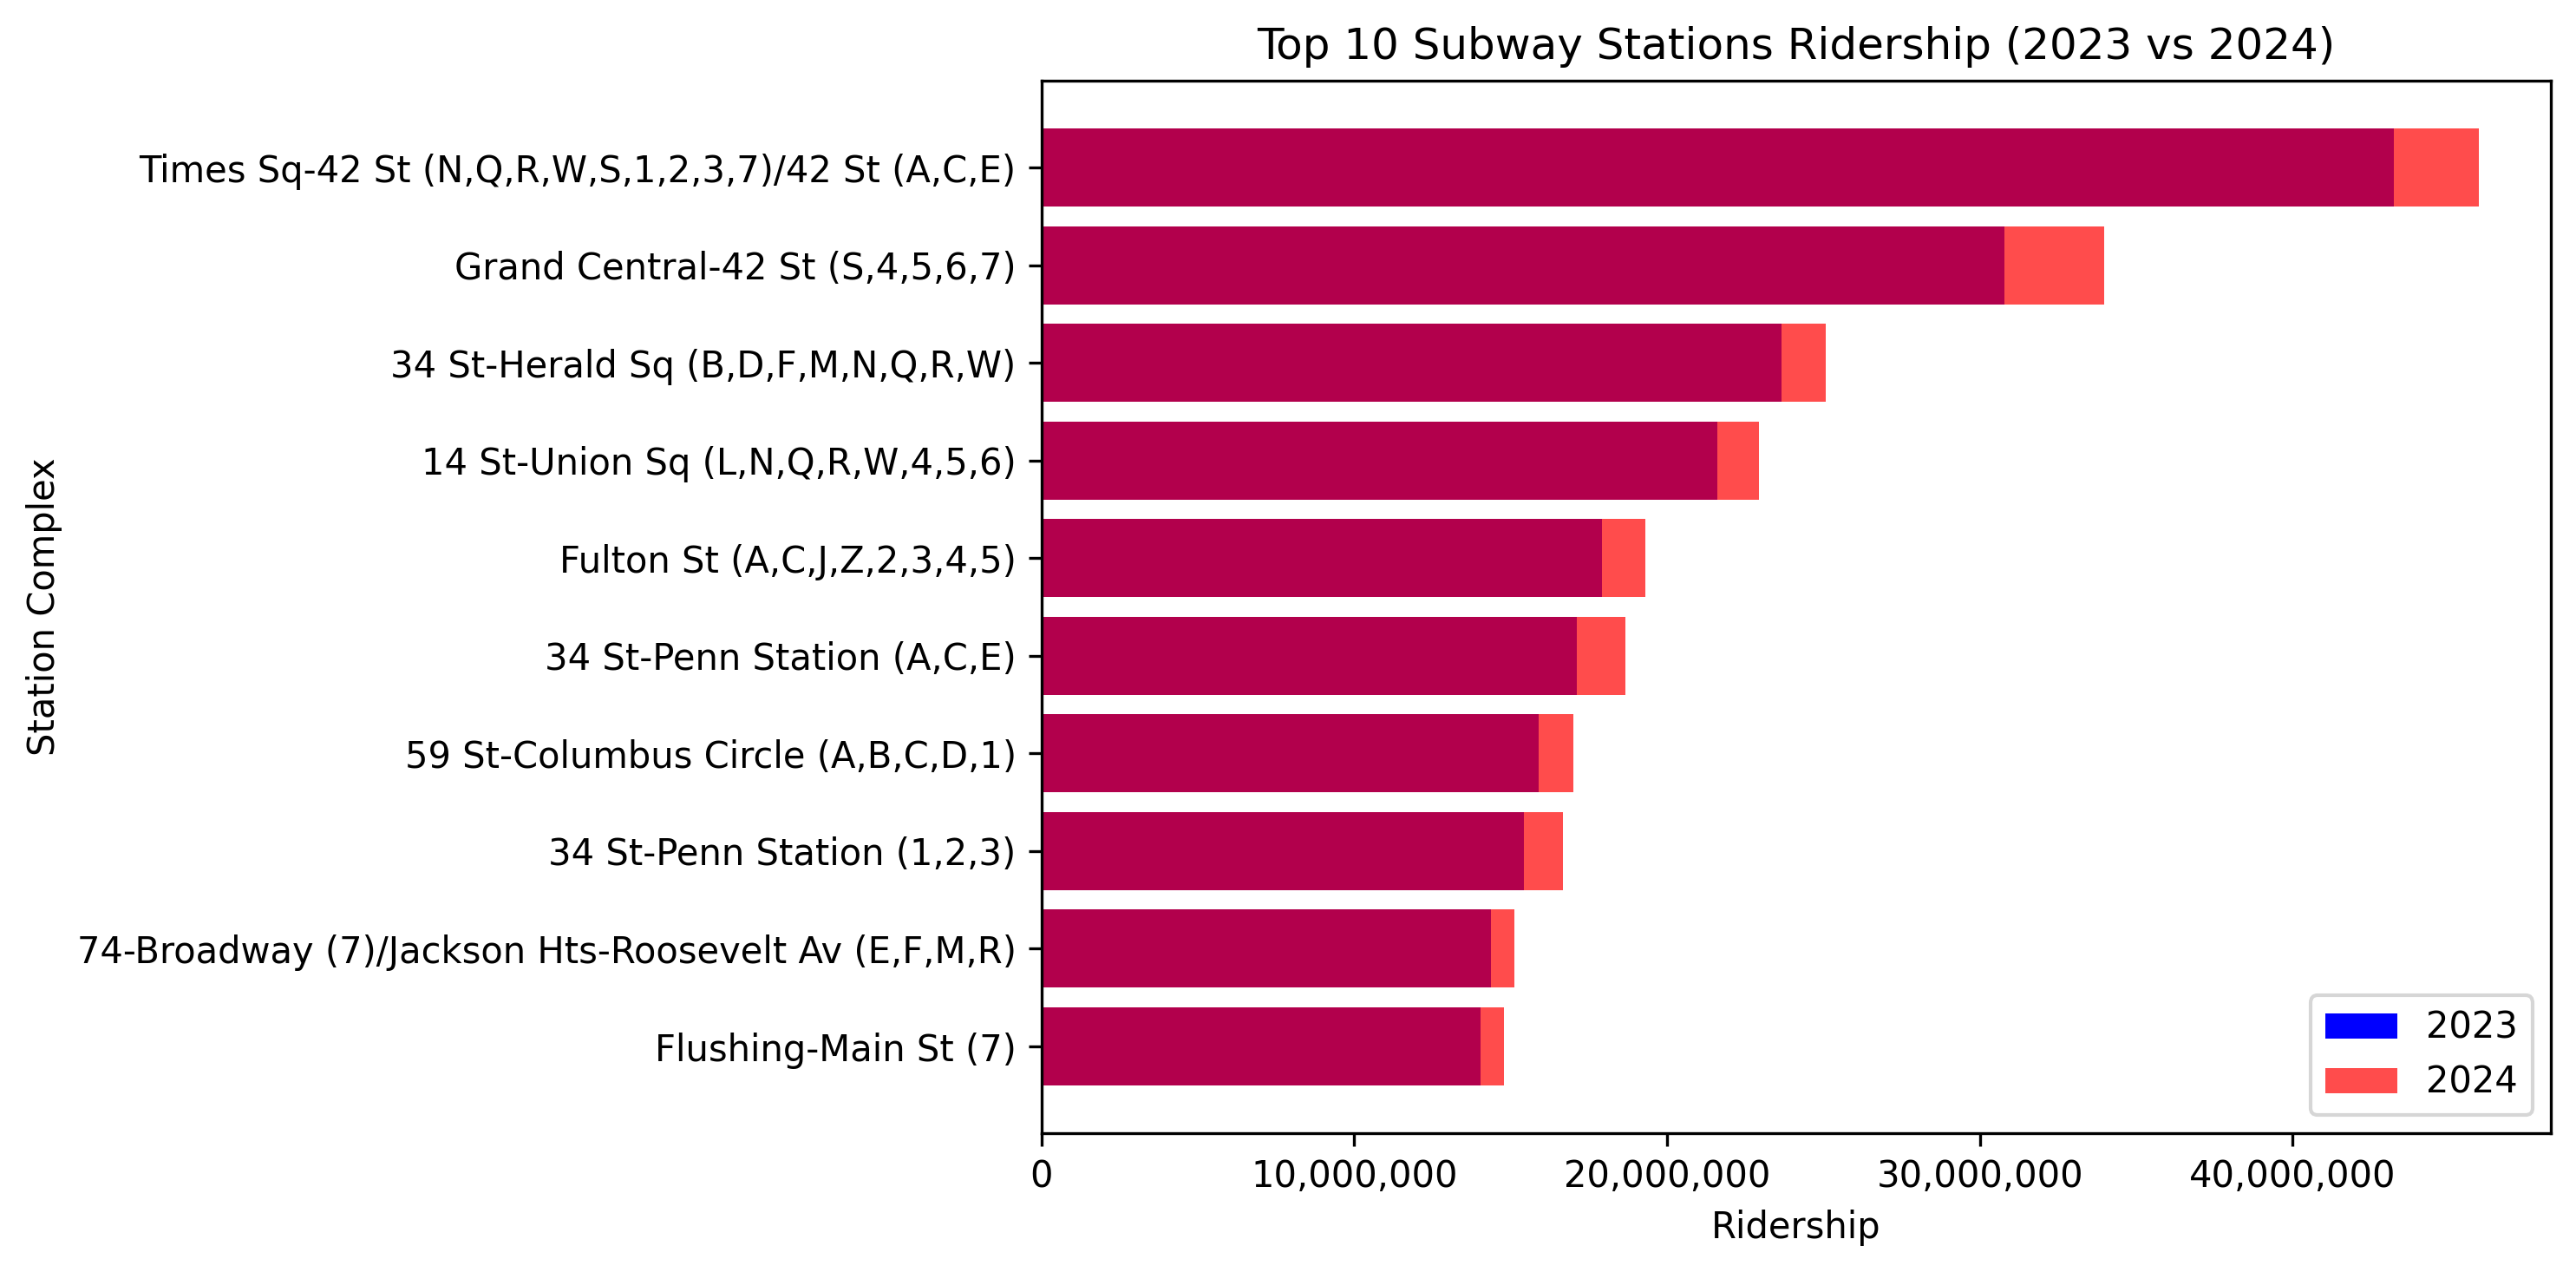 Top 10 Subway Stations Ridership (2023 vs 2024)
Station Complex
Times Sq-42 St (N,Q,R,W,S,1,2,3,7)/42 St (A,C,E)
Grand Central-42 St (S,4,5,6,7)
34 St-Herald Sq (B,D,F,M,N,Q,R,W)
14 St-Union Sq (L,N,Q,R,W,4,5,6)
Fulton St (A,C,J,Z,2,3,4,5)
34 St-Penn Station (A,C,E)
59 St-Columbus Circle (A,B,C,D,1)
34 St-Penn Station (1,2,3)
74-Broadway (7)/Jackson Hts-Roosevelt Av (E,F,M,R)
Flushing-Main St (7)
2023
2024
0 10,000,000 20,000,000 30,000,000 40,000,000
Ridership